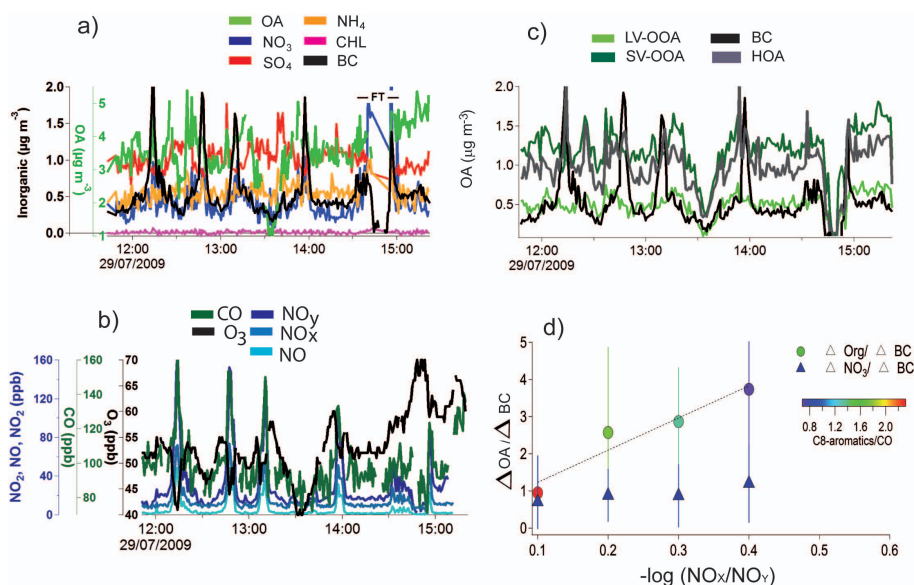 a)
OA
NO3
SO4
NH4
CHL
BC
FT
Inorganic (µg m-3)
OA (µg m-3)
2.0
1.5
1.0
0.5
0.0
5
4
3
2
1
12:00
13:00
14:00
15:00
29/07/2009
c)
LV-OOA
SV-OOA
BC
HOA
OA (µg m-3)
2.0
1.5
1.0
0.5
12:00
13:00
14:00
15:00
29/07/2009
b)
CO
O3
NOy
NOx
NO
NO2, NO, NO2 (ppb)
CO (ppb)
O3 (ppb)
160
120
80
40
0
160
140
120
100
80
70
65
60
55
50
45
40
12:00
13:00
14:00
15:00
29/07/2009
d)
△ Org/ △ BC
△ NO3/ △ BC
0.8
1.2
1.6
2.0
C8-aromatics/CO
Δ OA / Δ BC
5
4
3
2
1
0
0.1
0.2
0.3
0.4
0.5
0.6
-log (NOX/NOY)